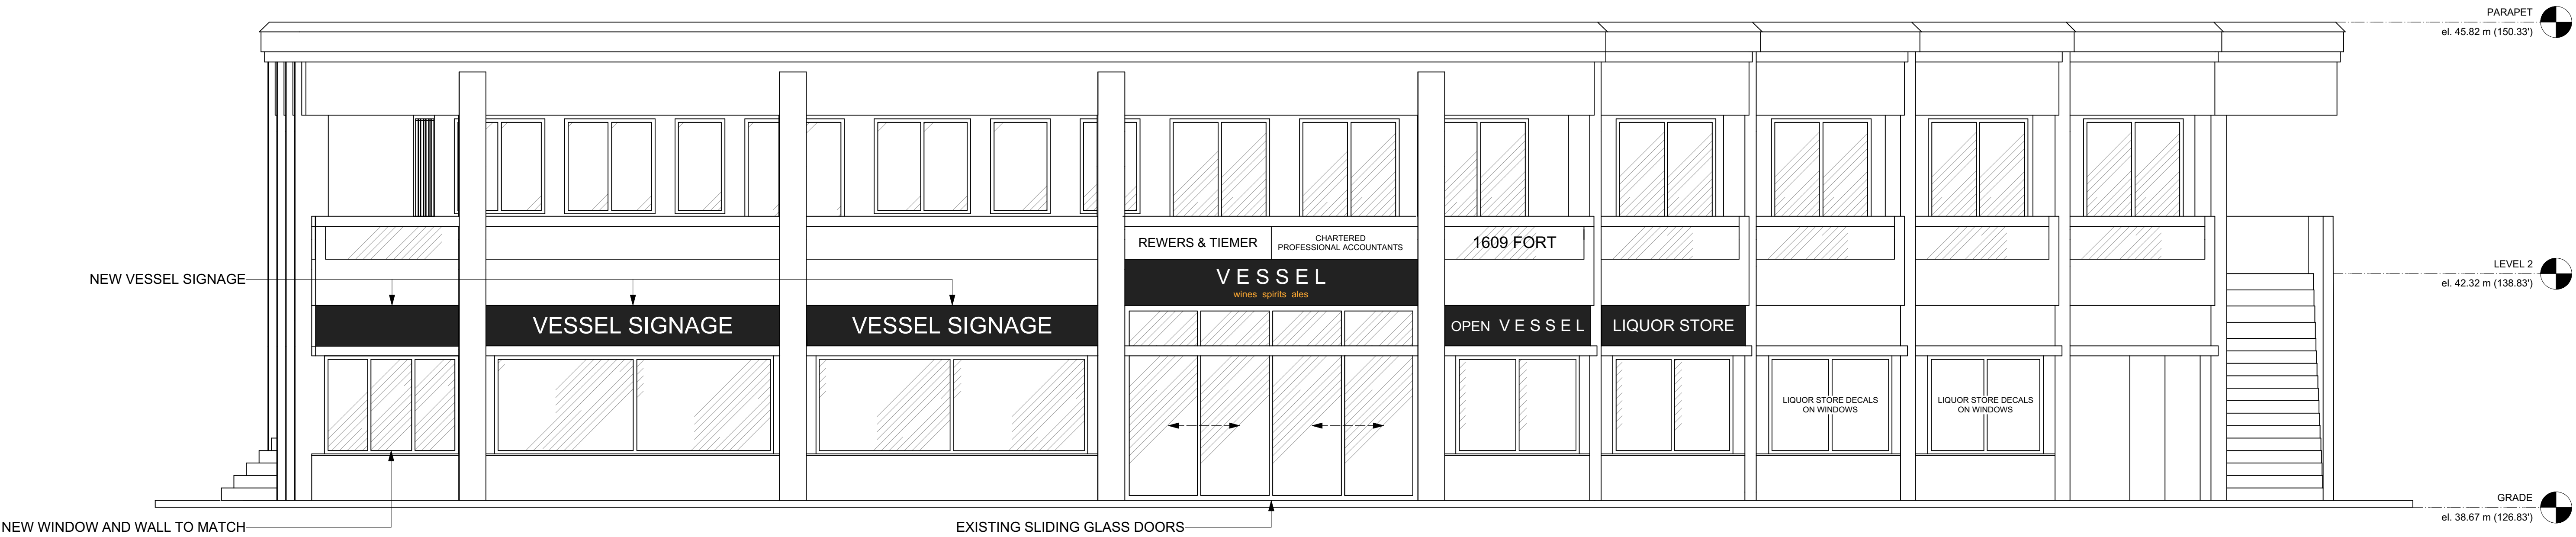 PARAPET
el. 45.82 m (150.33')
REWERS & TIEMER
CHARTERED
PROFESSIONAL ACCOUNTANTS
1609 FORT
LEVEL 2
el. 42.32 m (138.83')
NEW VESSEL SIGNAGE
VESSEL
wines spirits ales
VESSEL SIGNAGE
VESSEL SIGNAGE
OPEN VESSEL
LIQUOR STORE
LIQUOR STORE DECALS
ON WINDOWS
LIQUOR STORE DECALS
ON WINDOWS
GRADE
el. 38.67 m (126.83')
NEW WINDOW AND WALL TO MATCH
EXISTING SLIDING GLASS DOORS